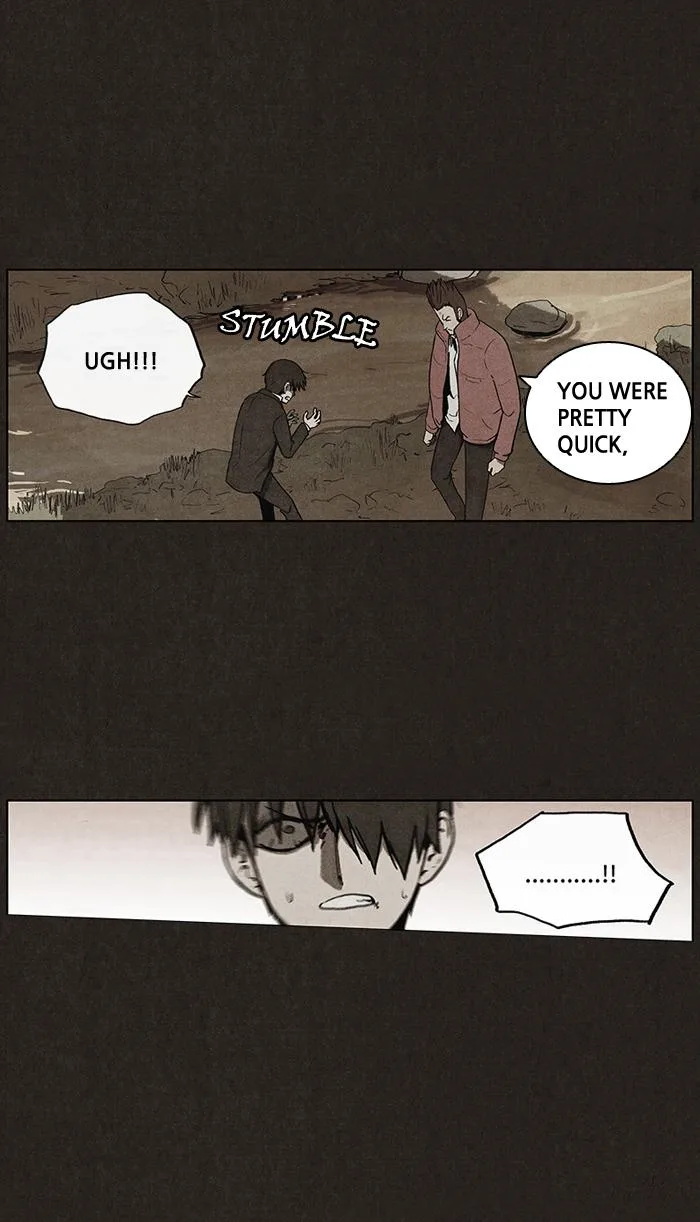 UGH!!!
STUMBLE
YOU WERE
PRETTY
QUICK,
............!!